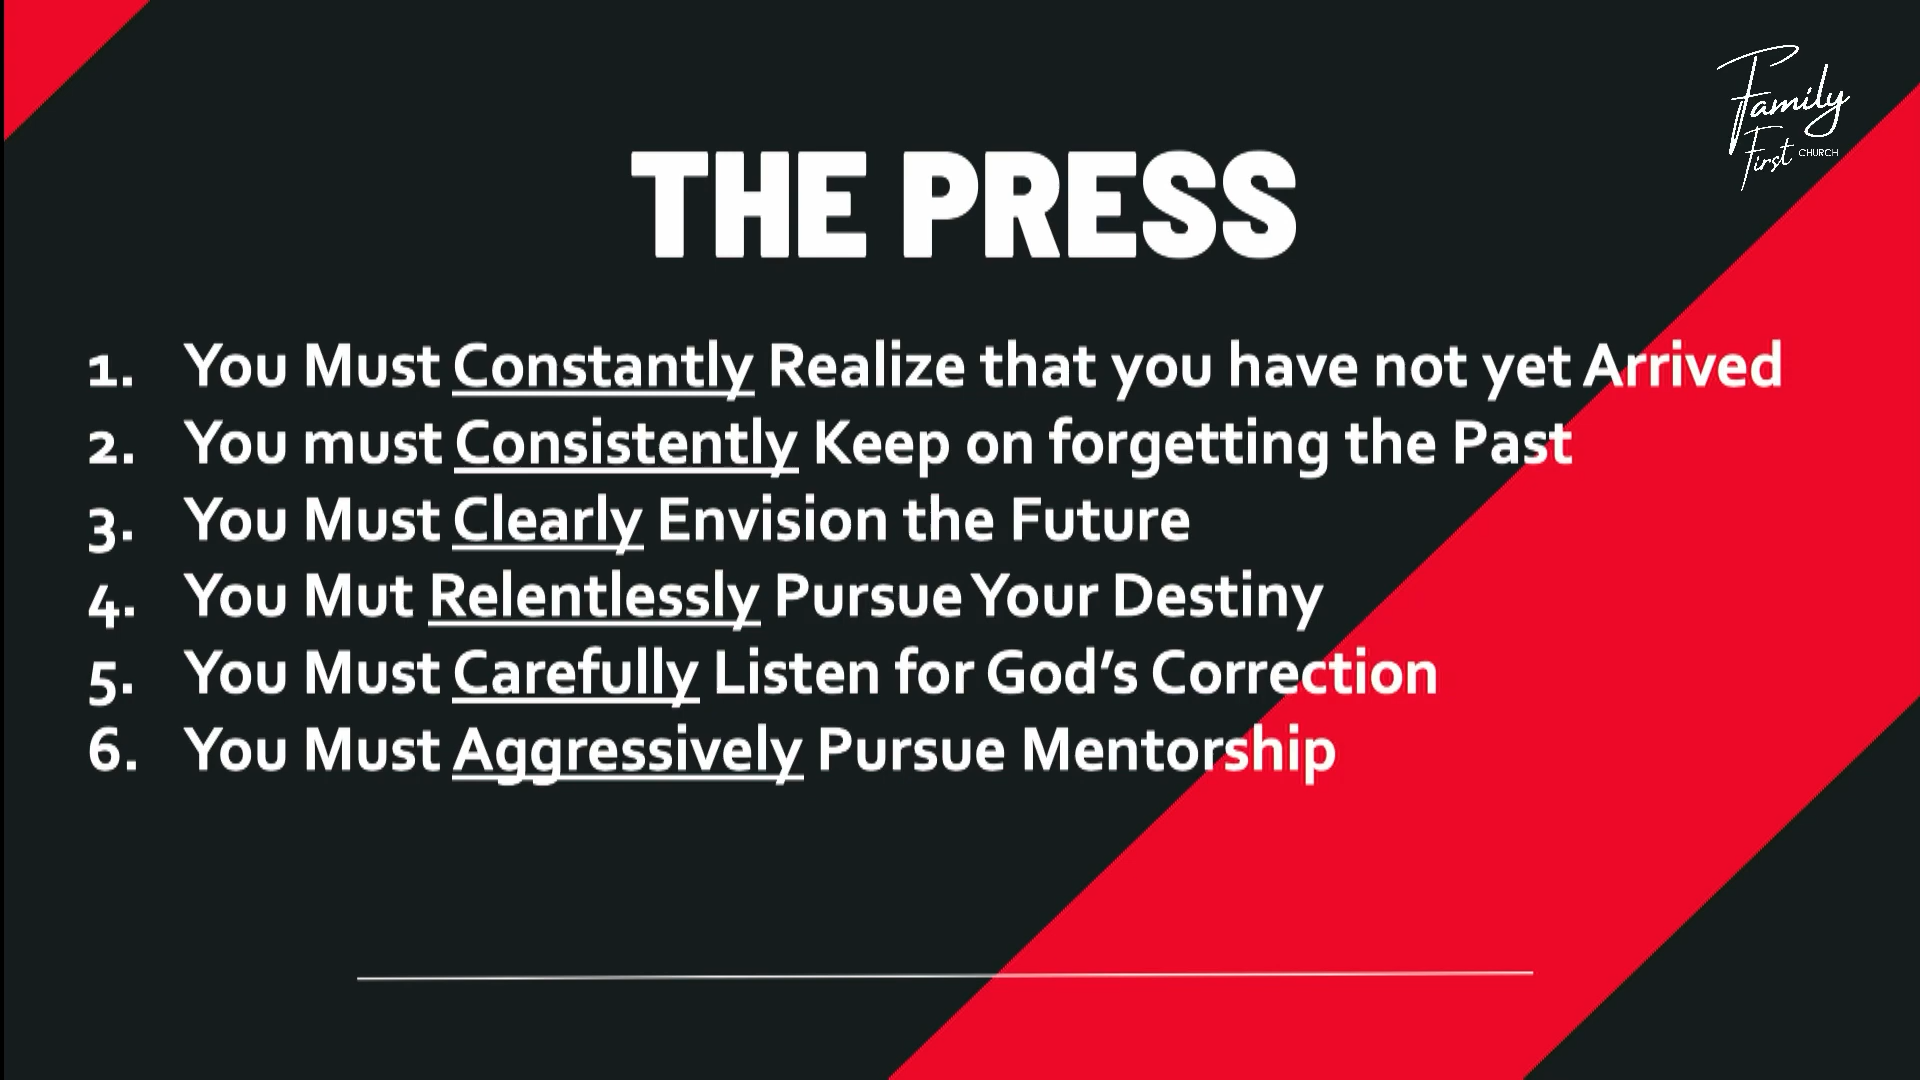 Family
First CHURCH
THE PRESS
1. You Must Constantly Realize that you have not yet Arrived
2. You must Consistently Keep on forgetting the Past
3. You Must Clearly Envision the Future
4. You Mut Relentlessly Pursue Your Destiny
5. You Must Carefully Listen for God’s Correction
6. You Must Aggressively Pursue Mentorship